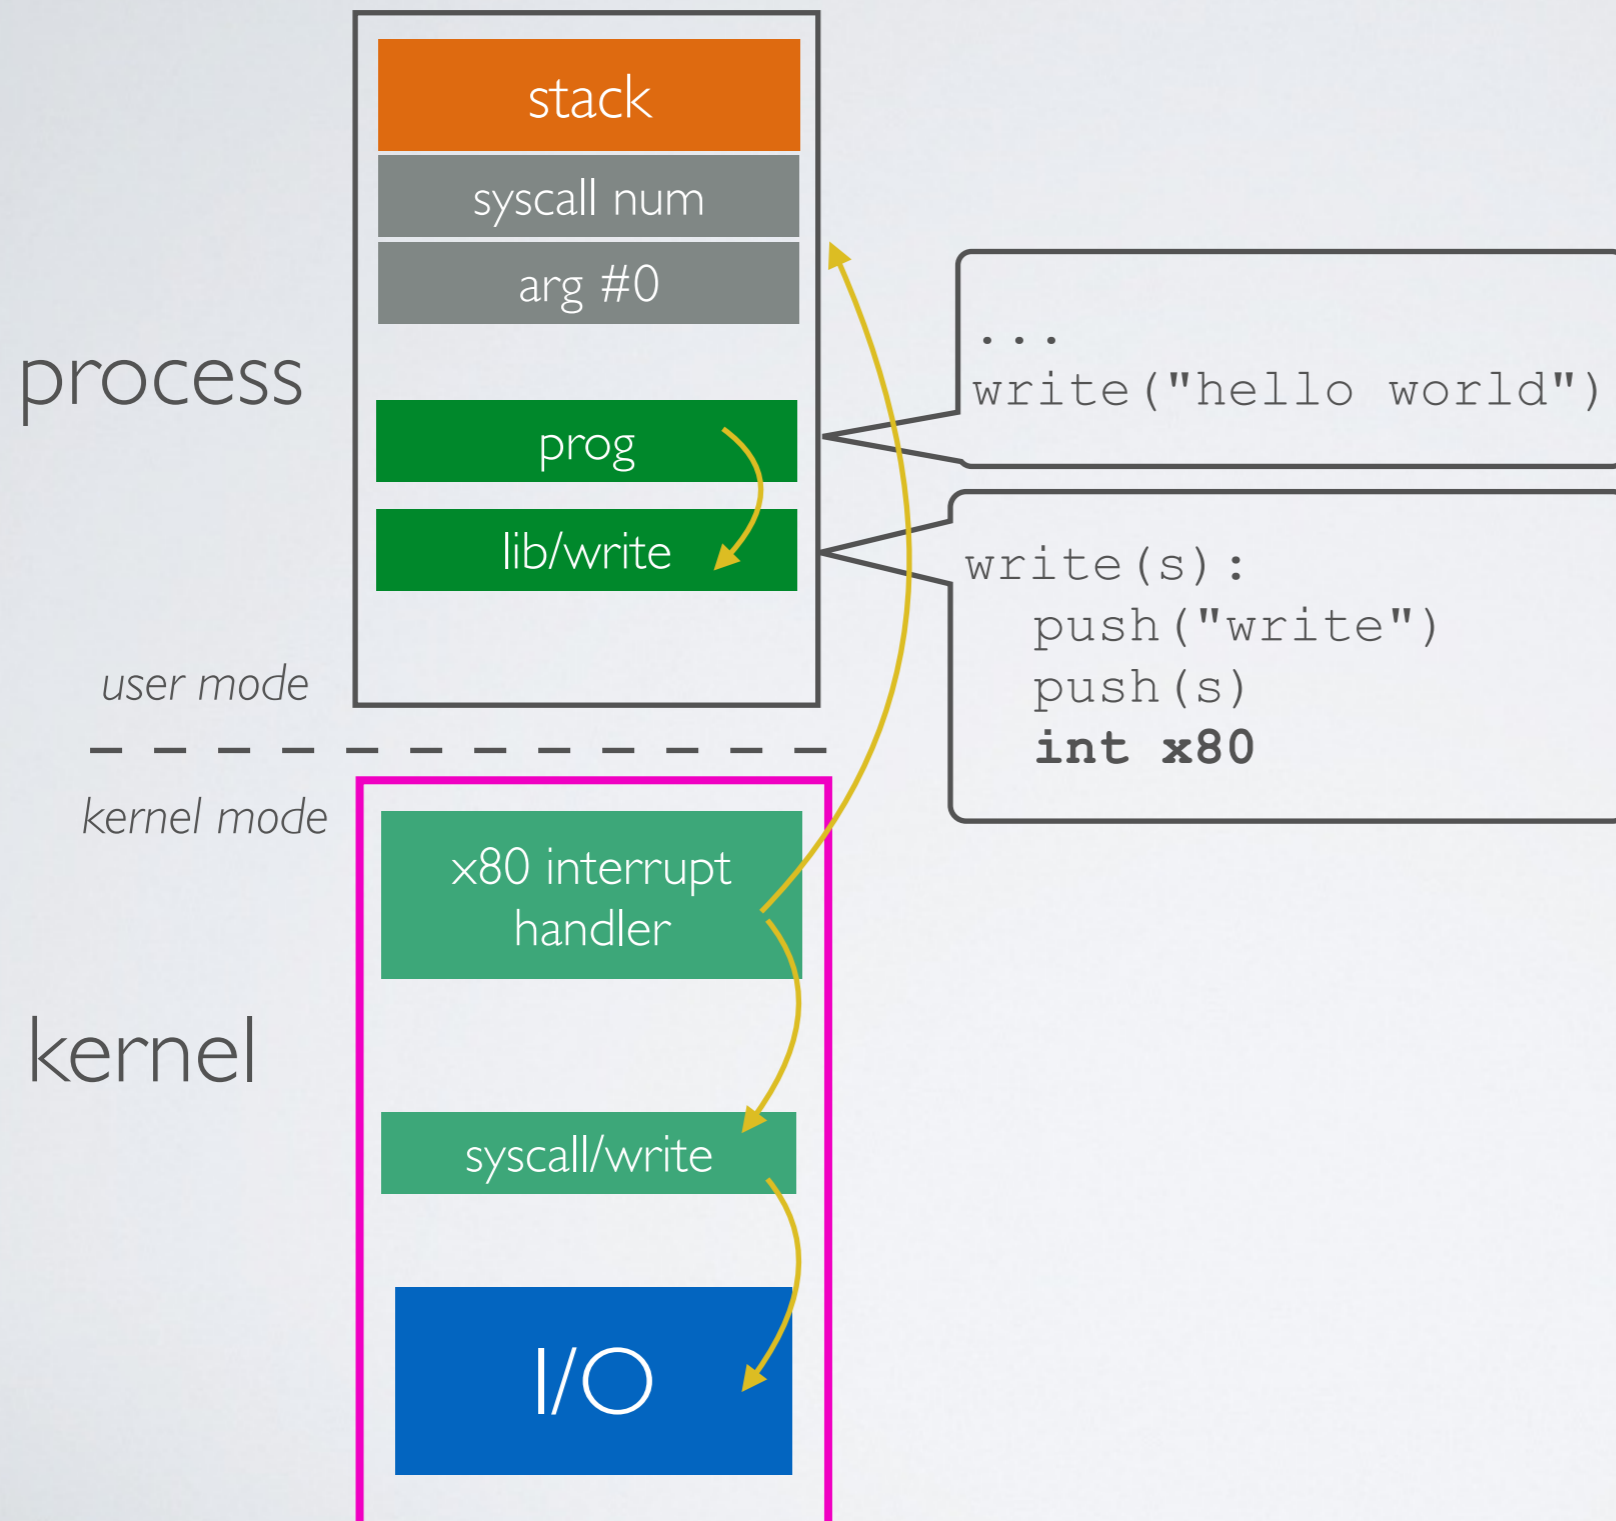 stack
syscall num
arg #0
process
prog
lib/write
...
write("hello world")
write(s):
push("write")
push(s)
int x80
user mode
kernel mode
x80 interrupt
handler
kernel
syscall/write
I/O